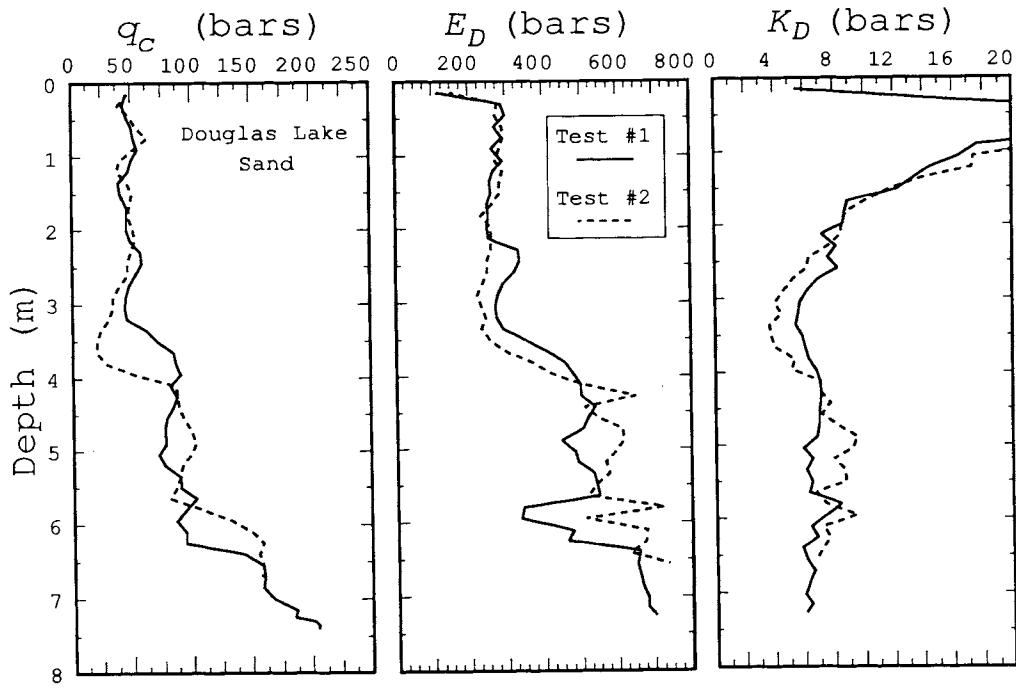 q_c (bars)
E_D (bars)
K_D (bars)
0 50 100 150 200
200 400 600 800
0 4 8 12 16 20
Depth (m)
0
1
2
3
4
5
6
7
8
Douglas Lake
Sand
Test #1
Test #2